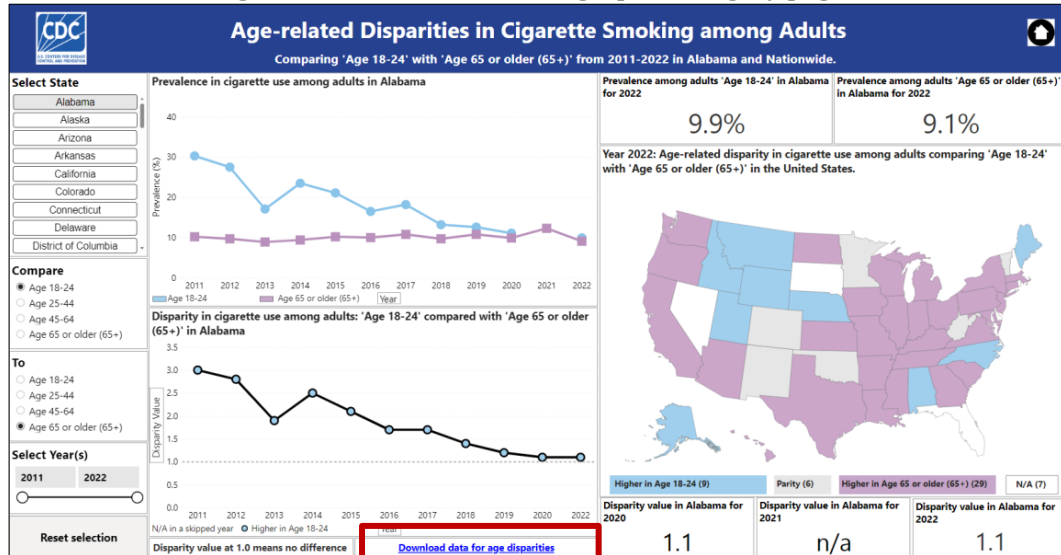 CDC
U.S. CENTERS FOR DISEASE
CONTROL AND PREVENTION
Age-related Disparities in Cigarette Smoking among Adults
Comparing 'Age 18-24' with 'Age 65 or older (65+)' from 2011-2022 in Alabama and Nationwide.
Select State
Alabama
Alaska
Arizona
Arkansas
California
Colorado
Connecticut
Delaware
District of Columbia
Compare
Age 18-24
Age 25-44
Age 45-64
Age 65 or older (65+)
To
Age 18-24
Age 25-44
Age 45-64
Age 65 or older (65+)
Select Year(s)
2011 2022
Reset selection
Prevalence in cigarette use among adults in Alabama
Prevalence (%)
40
30
20
10
0
2011 2012 2013 2014 2015 2016 2017 2018 2019 2020 2021 2022
Age 18-24 Age 65 or older (65+) Year
Disparity in cigarette use among adults: 'Age 18-24' compared with 'Age 65 or older
(65+)' in Alabama
Disparity Value
3.5
3.0
2.5
2.0
1.5
1.0
0.5
0.0
2011 2012 2013 2014 2015 2016 2017 2018 2019 2020 2022
N/A in a skipped year Higher in Age 18-24 Year
Disparity value at 1.0 means no difference
Download data for age disparities
Prevalence among adults 'Age 18-24' in Alabama
for 2022
9.9%
Prevalence among adults 'Age 65 or older (65+)'
in Alabama for 2022
9.1%
Year 2022: Age-related disparity in cigarette use among adults comparing 'Age 18-24'
with 'Age 65 or older (65+)' in the United States.
Higher in Age 18-24 (9) Parity (6) Higher in Age 65 or older (65+) (29) N/A (7)
Disparity value in Alabama for
2020
1.1
Disparity value in Alabama for
2021
n/a
Disparity value in Alabama for
2022
1.1